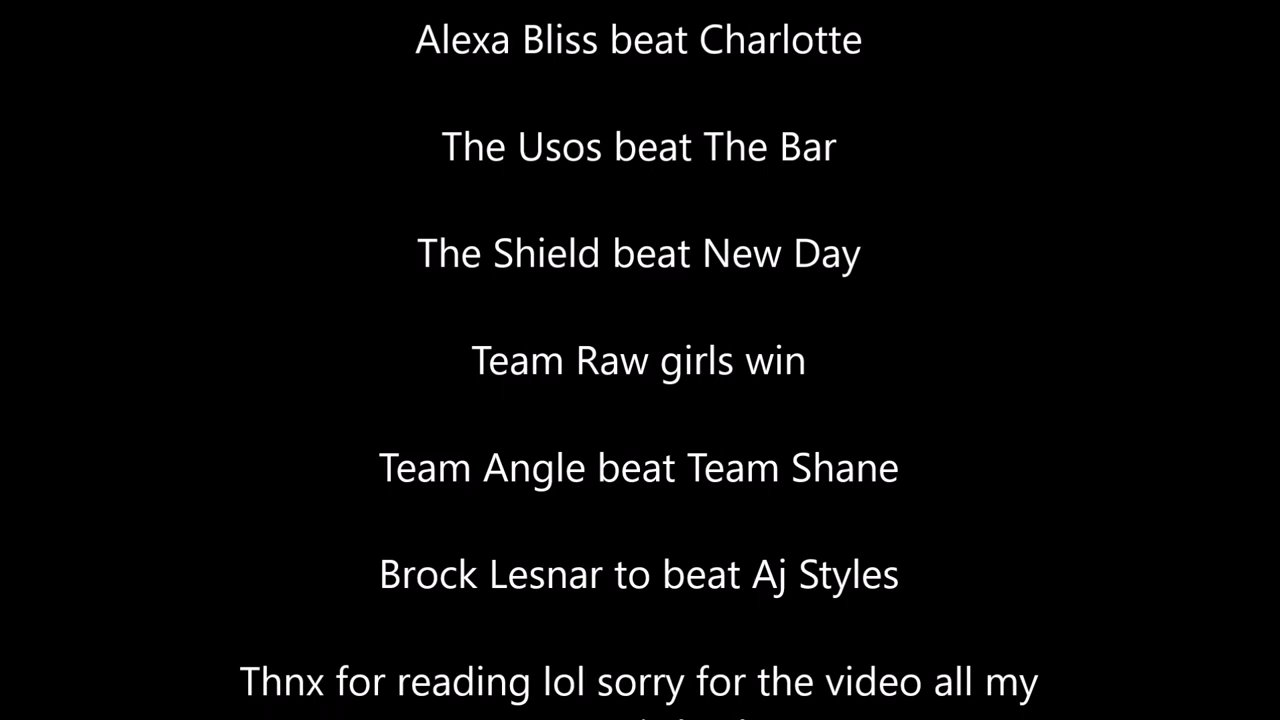 Alexa Bliss beat Charlotte
The Usos beat The Bar
The Shield beat New Day
Team Raw girls win
Team Angle beat Team Shane
Brock Lesnar to beat Aj Styles
Thnx for reading lol sorry for the video all my